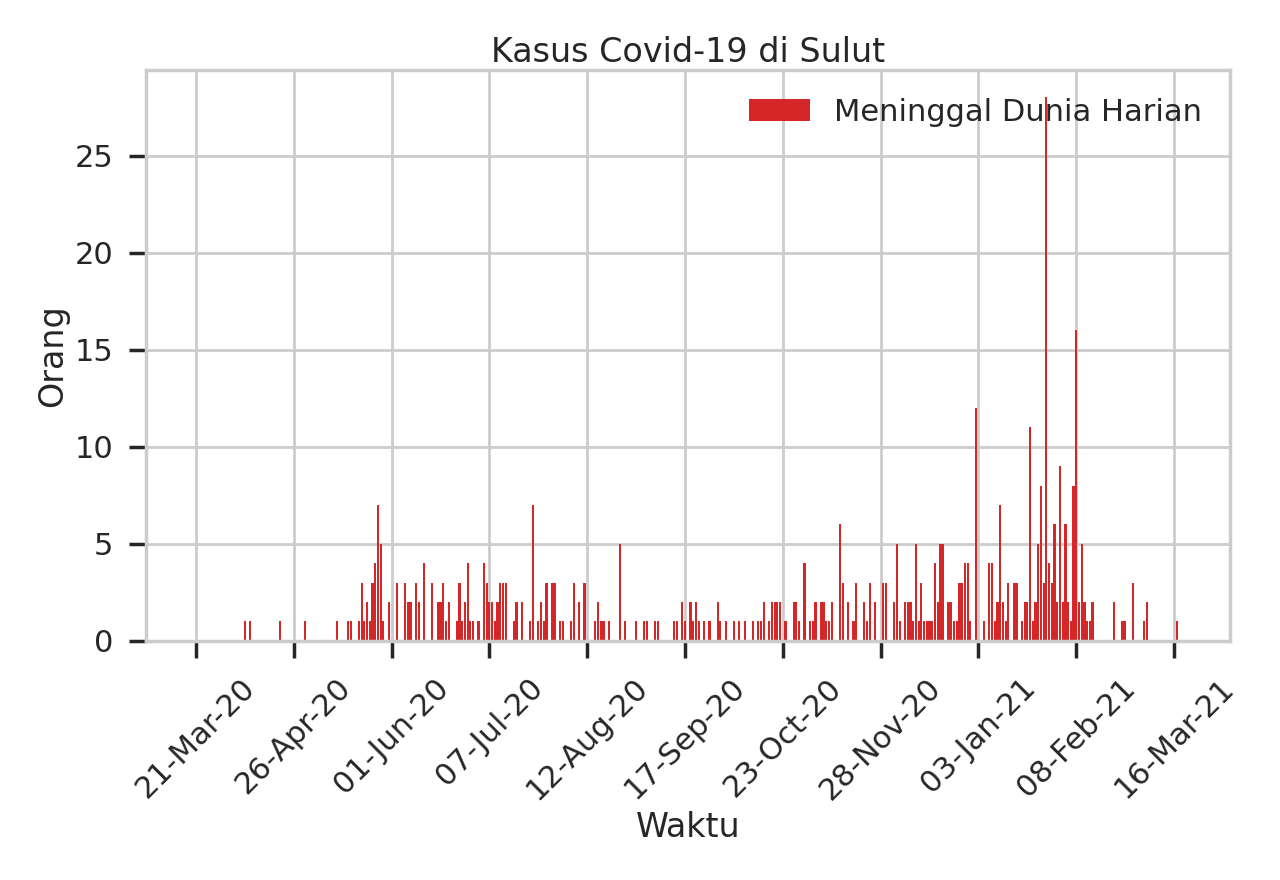 Kasus Covid-19 di Sulut
Meninggal Dunia Harian
Orang
25
20
15
10
5
0
21-Mar-20
26-Apr-20
01-Jun-20
07-Jul-20
12-Aug-20
17-Sep-20
23-Oct-20
28-Nov-20
03-Jan-21
08-Feb-21
16-Mar-21
Waktu